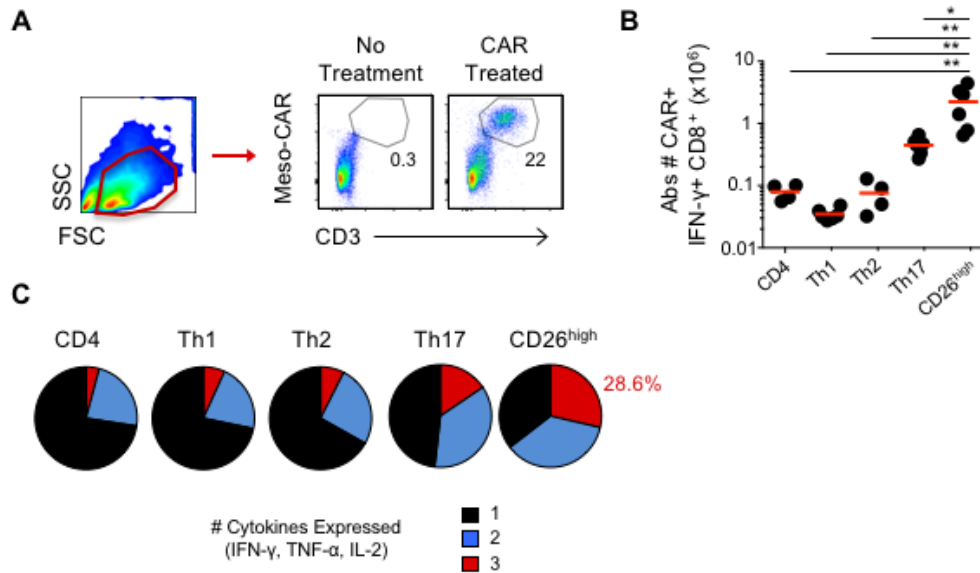 A
No
Treatment
CAR
Treated
SSC
FSC
Meso-CAR
0.3
22
CD3
B
*
**
**
**
Abs # CAR+
IFN-γ+ CD8⁺ (x10⁶)
10
1
0.1
0.01
CD4
Th1
Th2
Th17
CD26ʰⁱᵍʰ
C
CD4
Th1
Th2
Th17
CD26ʰⁱᵍʰ
28.6%
# Cytokines Expressed
(IFN-γ, TNF-α, IL-2)
1
2
3